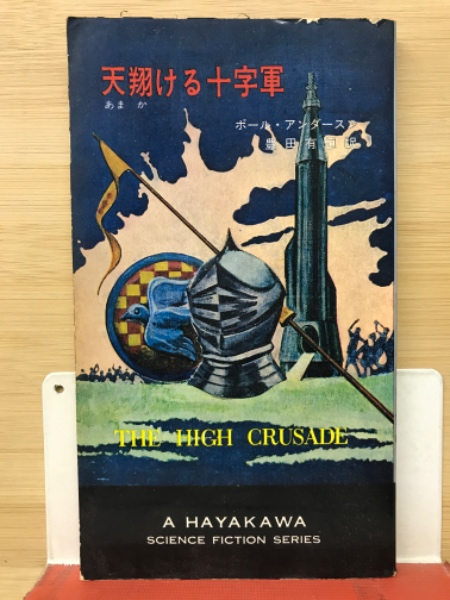 天翔ける十字軍
あま か
ポール・アンダースン
豊田有恒訳
THE HIGH CRUSADE
A HAYAKAWA
SCIENCE FICTION SERIES